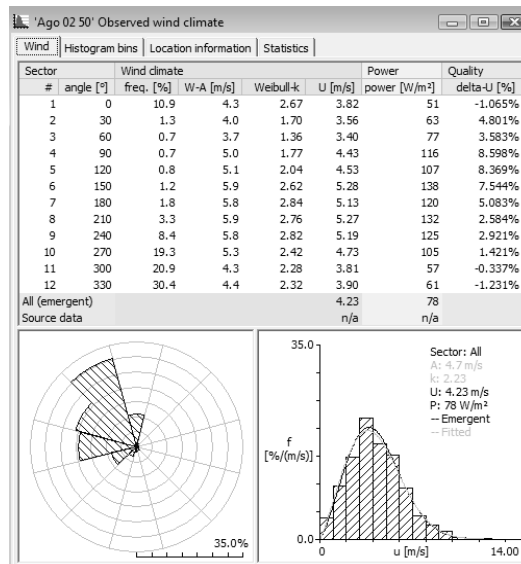 'Ago 02 50' Observed wind climate
Wind Histogram bins Location information Statistics
Sector Wind climate Power Quality
# angle [°] freq. [%] W-A [m/s] Weibull-k U [m/s] power [W/m²] delta-U [%]
1 0 10.9 4.3 2.67 3.82 51 -1.065%
2 30 1.3 4.0 1.70 3.56 63 4.801%
3 60 0.7 3.7 1.36 3.40 77 3.583%
4 90 0.7 5.0 1.77 4.43 116 8.598%
5 120 0.8 5.1 2.04 4.53 107 8.369%
6 150 1.2 5.9 2.62 5.28 138 7.544%
7 180 1.8 5.8 2.84 5.13 120 5.083%
8 210 3.3 5.9 2.76 5.27 132 2.584%
9 240 8.4 5.8 2.82 5.19 125 2.921%
10 270 19.3 5.3 2.42 4.73 105 1.421%
11 300 20.9 4.3 2.28 3.81 57 -0.337%
12 330 30.4 4.4 2.32 3.90 61 -1.231%
All (emergent) 4.23 78
Source data n/a n/a
35.0%
35.0
Sector: All
A: 4.7 m/s
k: 2.23
U: 4.23 m/s
P: 78 W/m²
-- Emergent
-- Fitted
f
[%/(m/s)]
0.0
0 u [m/s] 14.00